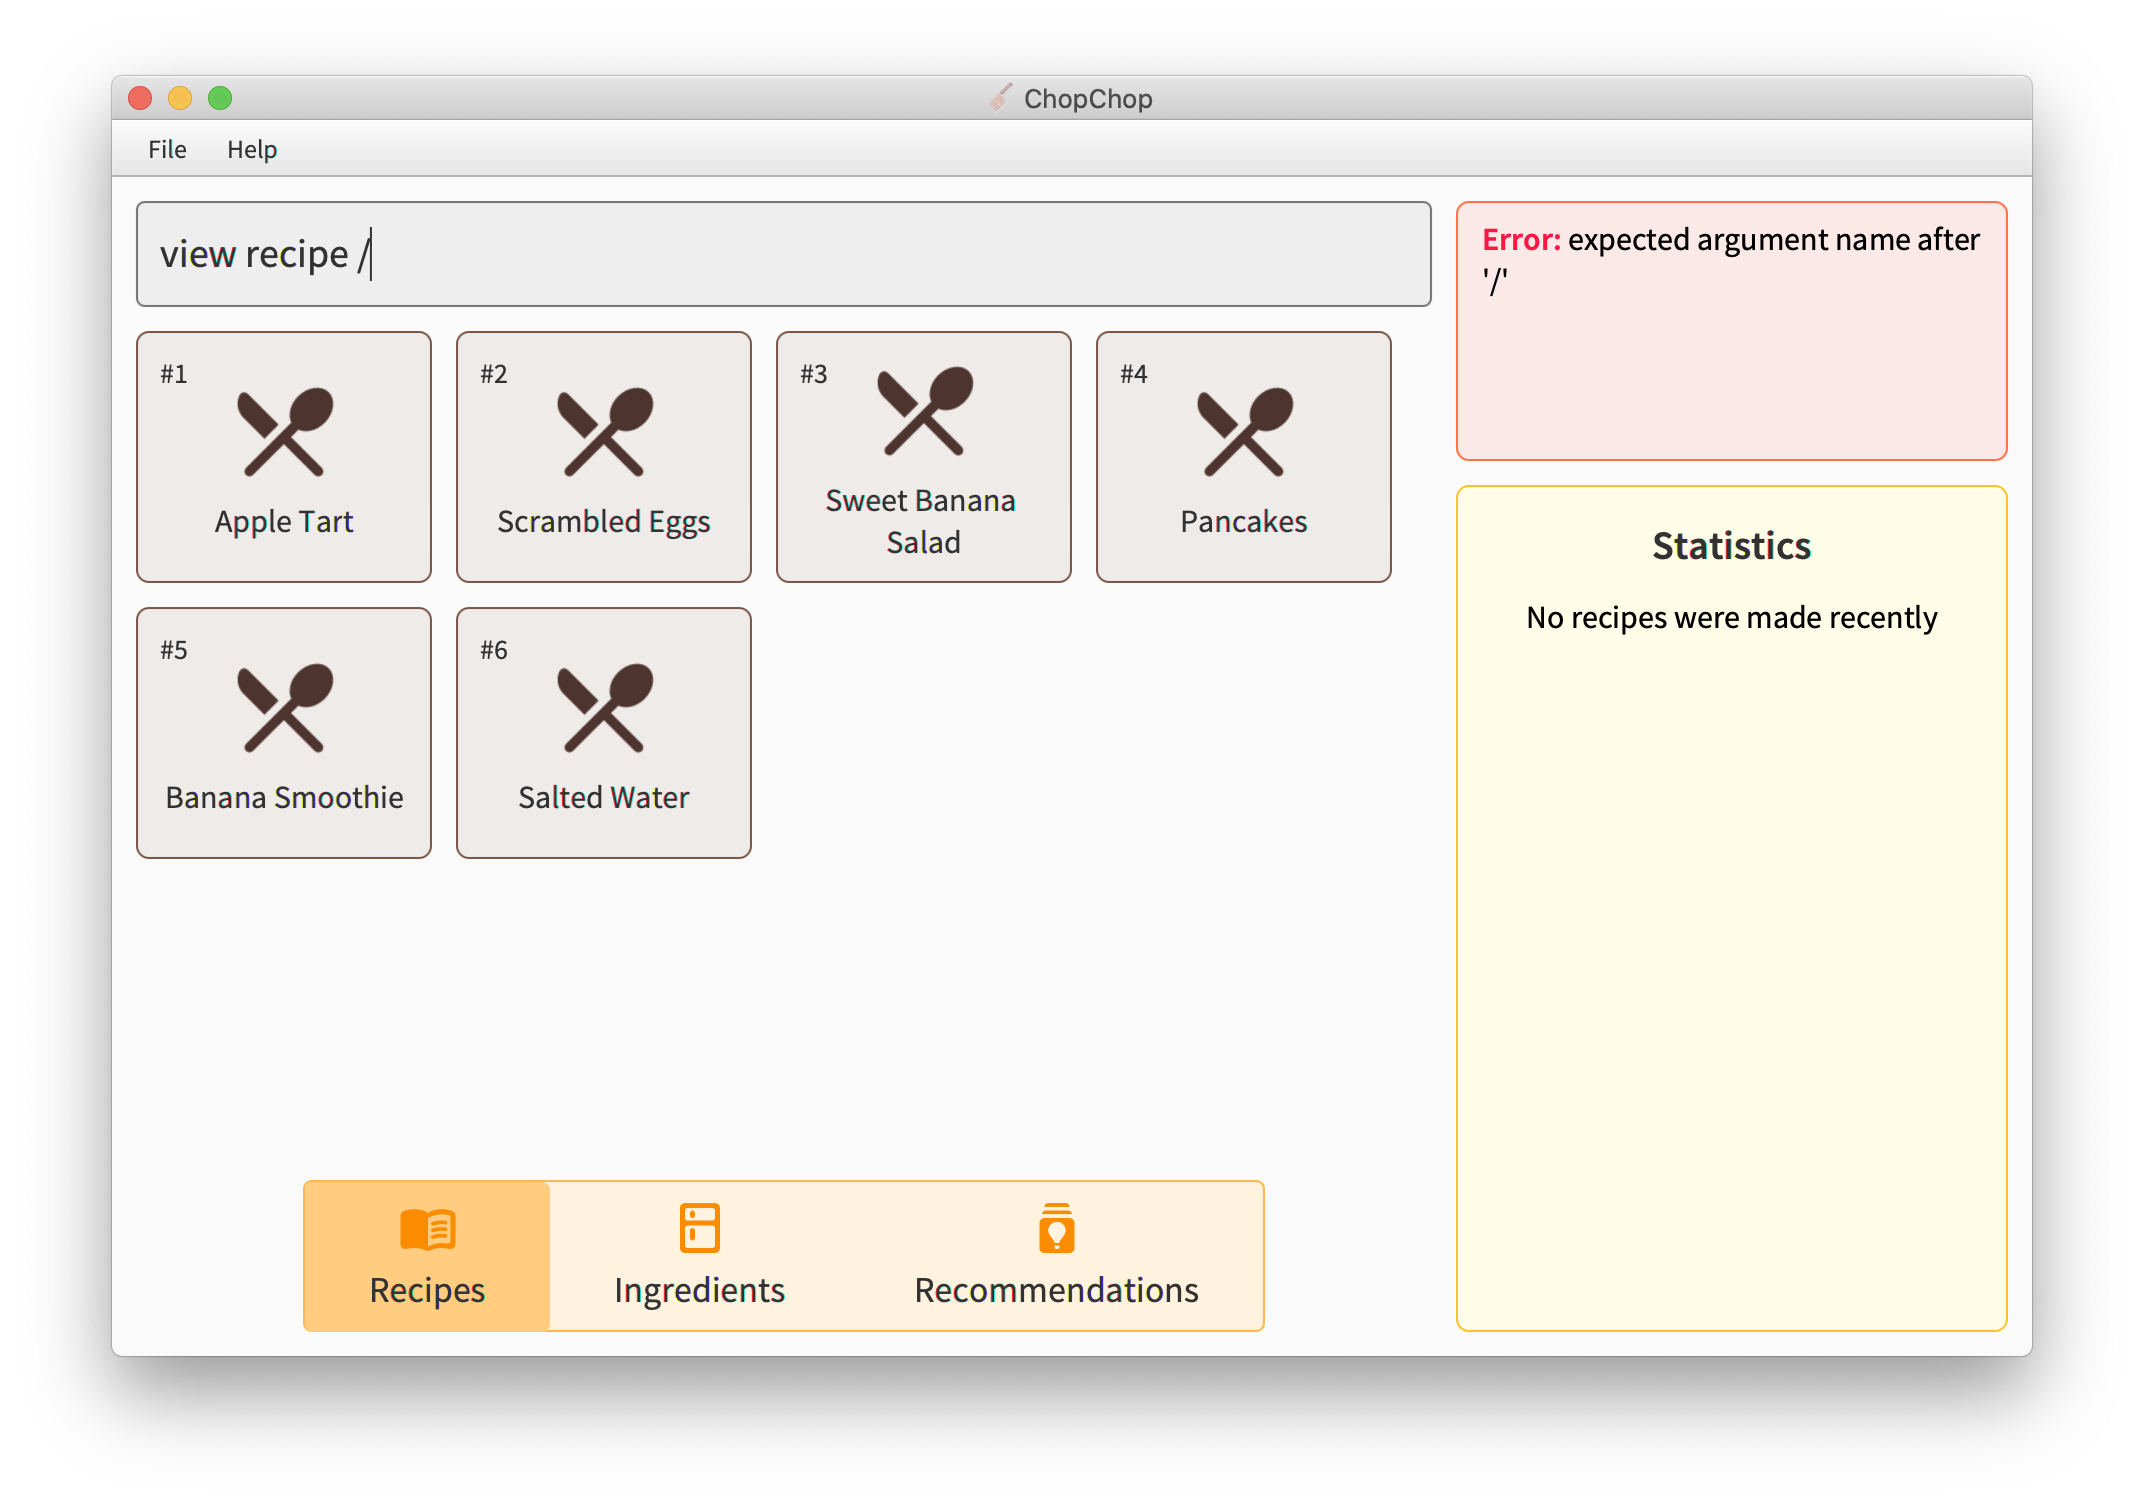 ChopChop
File Help
view recipe /
Error: expected argument name after
'/'
#1
Apple Tart
#2
Scrambled Eggs
#3
Sweet Banana
Salad
#4
Pancakes
#5
Banana Smoothie
#6
Salted Water
Statistics
No recipes were made recently
Recipes
Ingredients
Recommendations